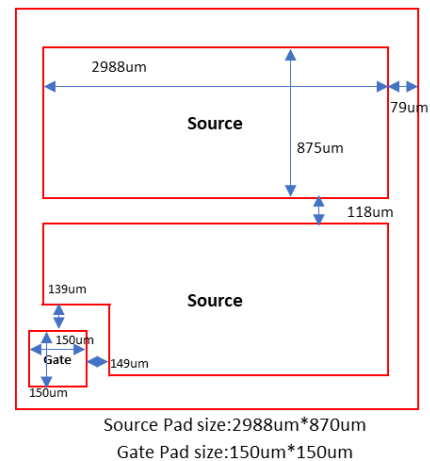 2988um
79um
Source
875um
118um
139um
Source
150um
Gate
149um
150um
Source Pad size:2988um*870um
Gate Pad size:150um*150um